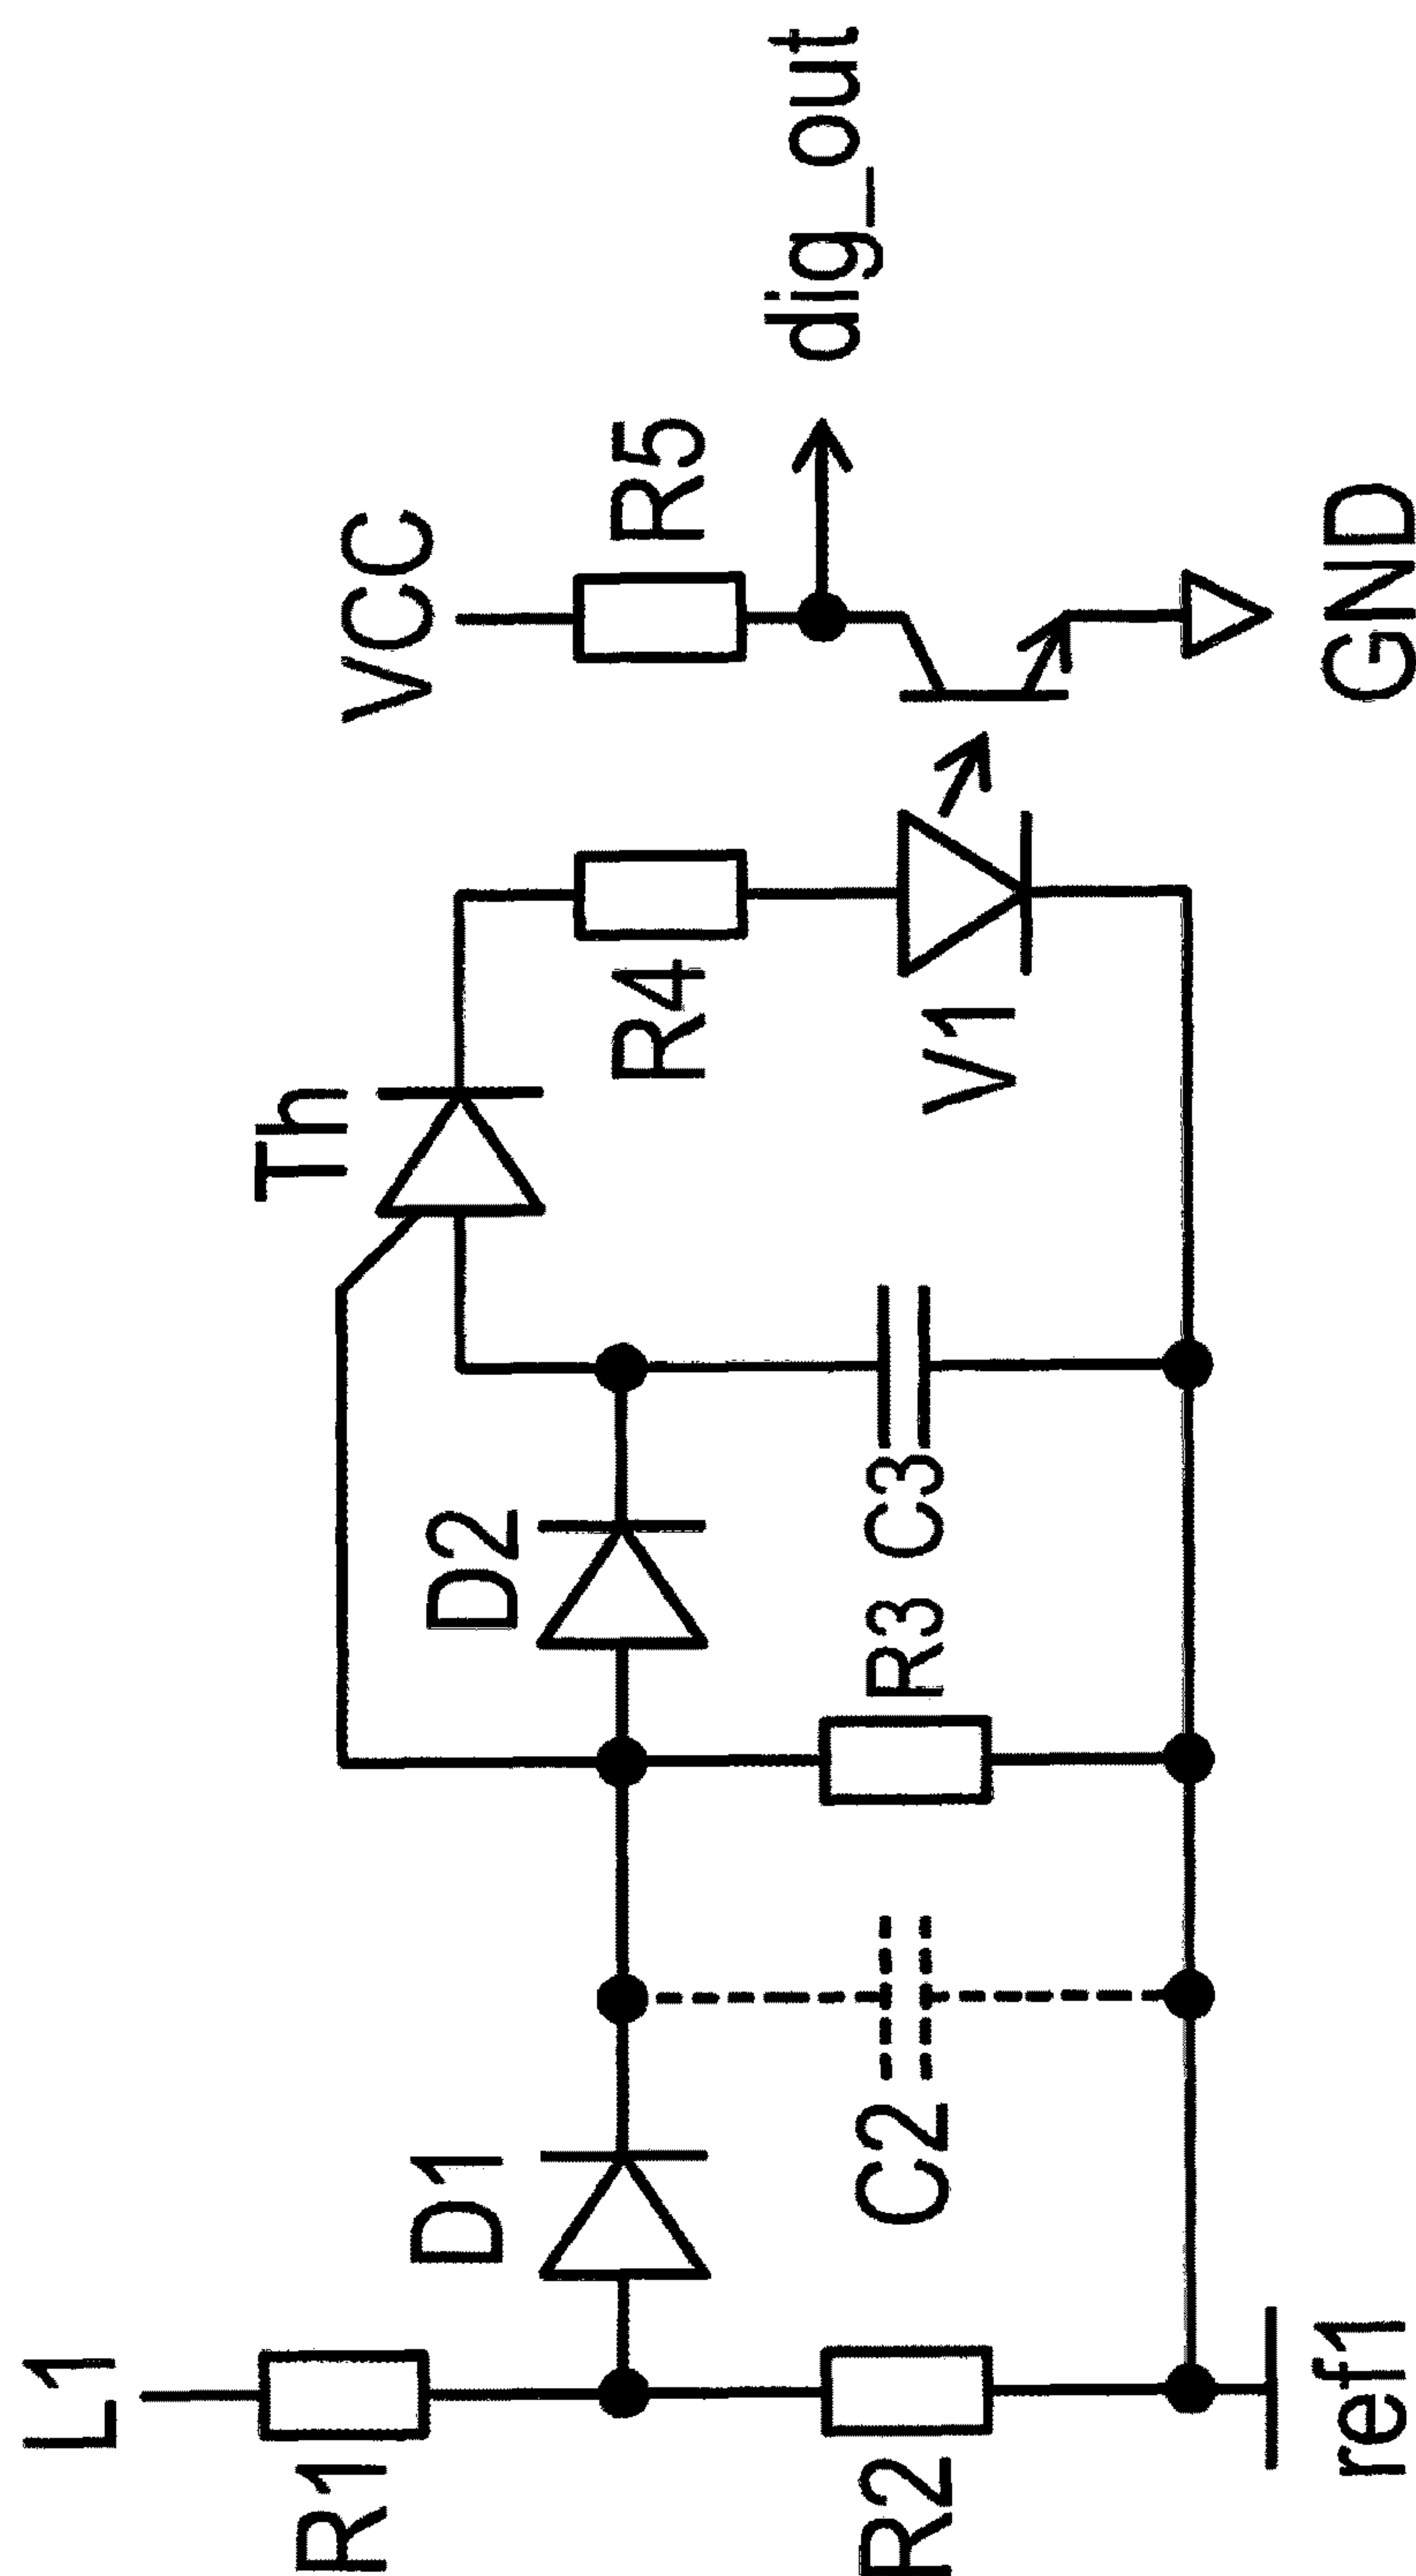 L1
R1
R2
ref1
D1
C2
D2
R3
C3
Th
R4
V1
VCC
R5
dig_out
GND